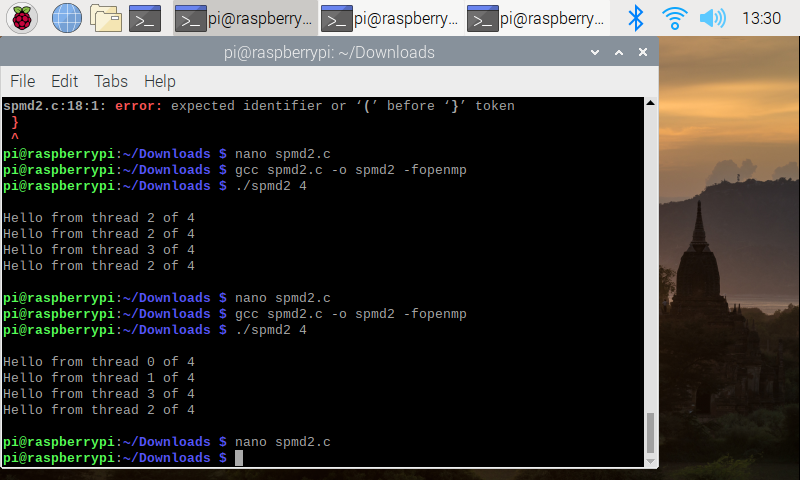 pi@raspberry... pi@raspberry... pi@raspberry... 13:30
pi@raspberrypi: ~/Downloads
File Edit Tabs Help
spmd2.c:18:1: error: expected identifier or ‘(’ before ‘}’ token
}
^
pi@raspberrypi:~/Downloads $ nano spmd2.c
pi@raspberrypi:~/Downloads $ gcc spmd2.c -o spmd2 -fopenmp
pi@raspberrypi:~/Downloads $ ./spmd2 4
Hello from thread 2 of 4
Hello from thread 2 of 4
Hello from thread 3 of 4
Hello from thread 2 of 4
pi@raspberrypi:~/Downloads $ nano spmd2.c
pi@raspberrypi:~/Downloads $ gcc spmd2.c -o spmd2 -fopenmp
pi@raspberrypi:~/Downloads $ ./spmd2 4
Hello from thread 0 of 4
Hello from thread 1 of 4
Hello from thread 3 of 4
Hello from thread 2 of 4
pi@raspberrypi:~/Downloads $ nano spmd2.c
pi@raspberrypi:~/Downloads $